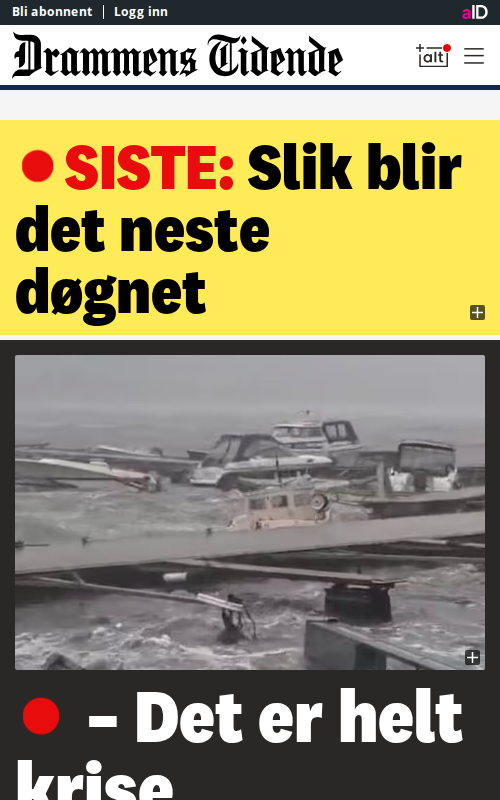 Bli abonnent Logg inn aID
Drammens Tidende +alt
SISTE: Slik blir
det neste
døgnet
– Det er helt
krise